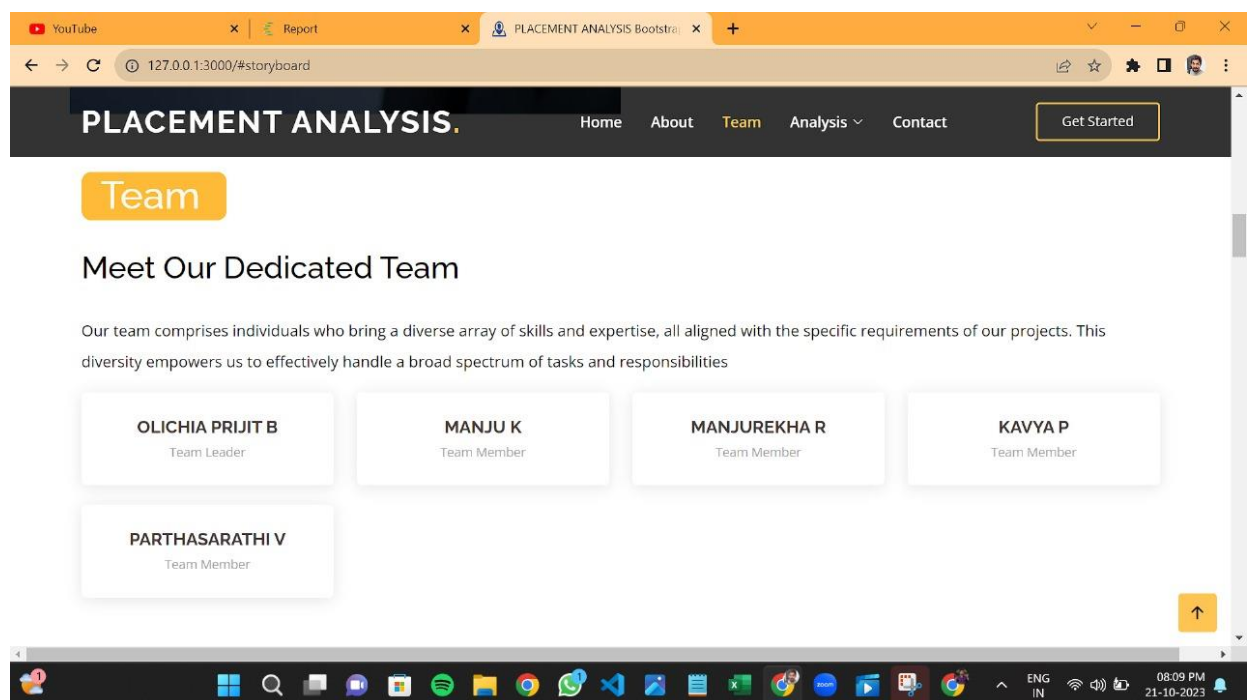 YouTube
Report
PLACEMENT ANALYSIS Bootstra
127.0.0.1:3000/#storyboard
PLACEMENT ANALYSIS.
Home About Team Analysis Contact Get Started
Team
Meet Our Dedicated Team
Our team comprises individuals who bring a diverse array of skills and expertise, all aligned with the specific requirements of our projects. This
diversity empowers us to effectively handle a broad spectrum of tasks and responsibilities
OLICHIA PRIJIT B
Team Leader
MANJU K
Team Member
MANJUREKHA R
Team Member
KAVYA P
Team Member
PARTHASARATHI V
Team Member
1
zoom
ENG
IN
08:09 PM
21-10-2023